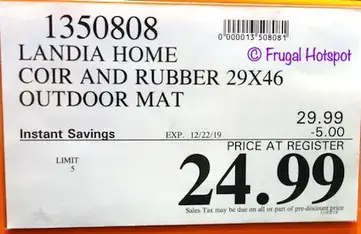 1350808
0000013508081
LANDIA HOME
© Frugal Hotspot
COIR AND RUBBER 29X46
OUTDOOR MAT
29.99
Instant Savings EXP. 12/22/19 -5.00
PRICE AT REGISTER
LIMIT
5
24.99
Sales Tax may be due on all or part of pre-discount price